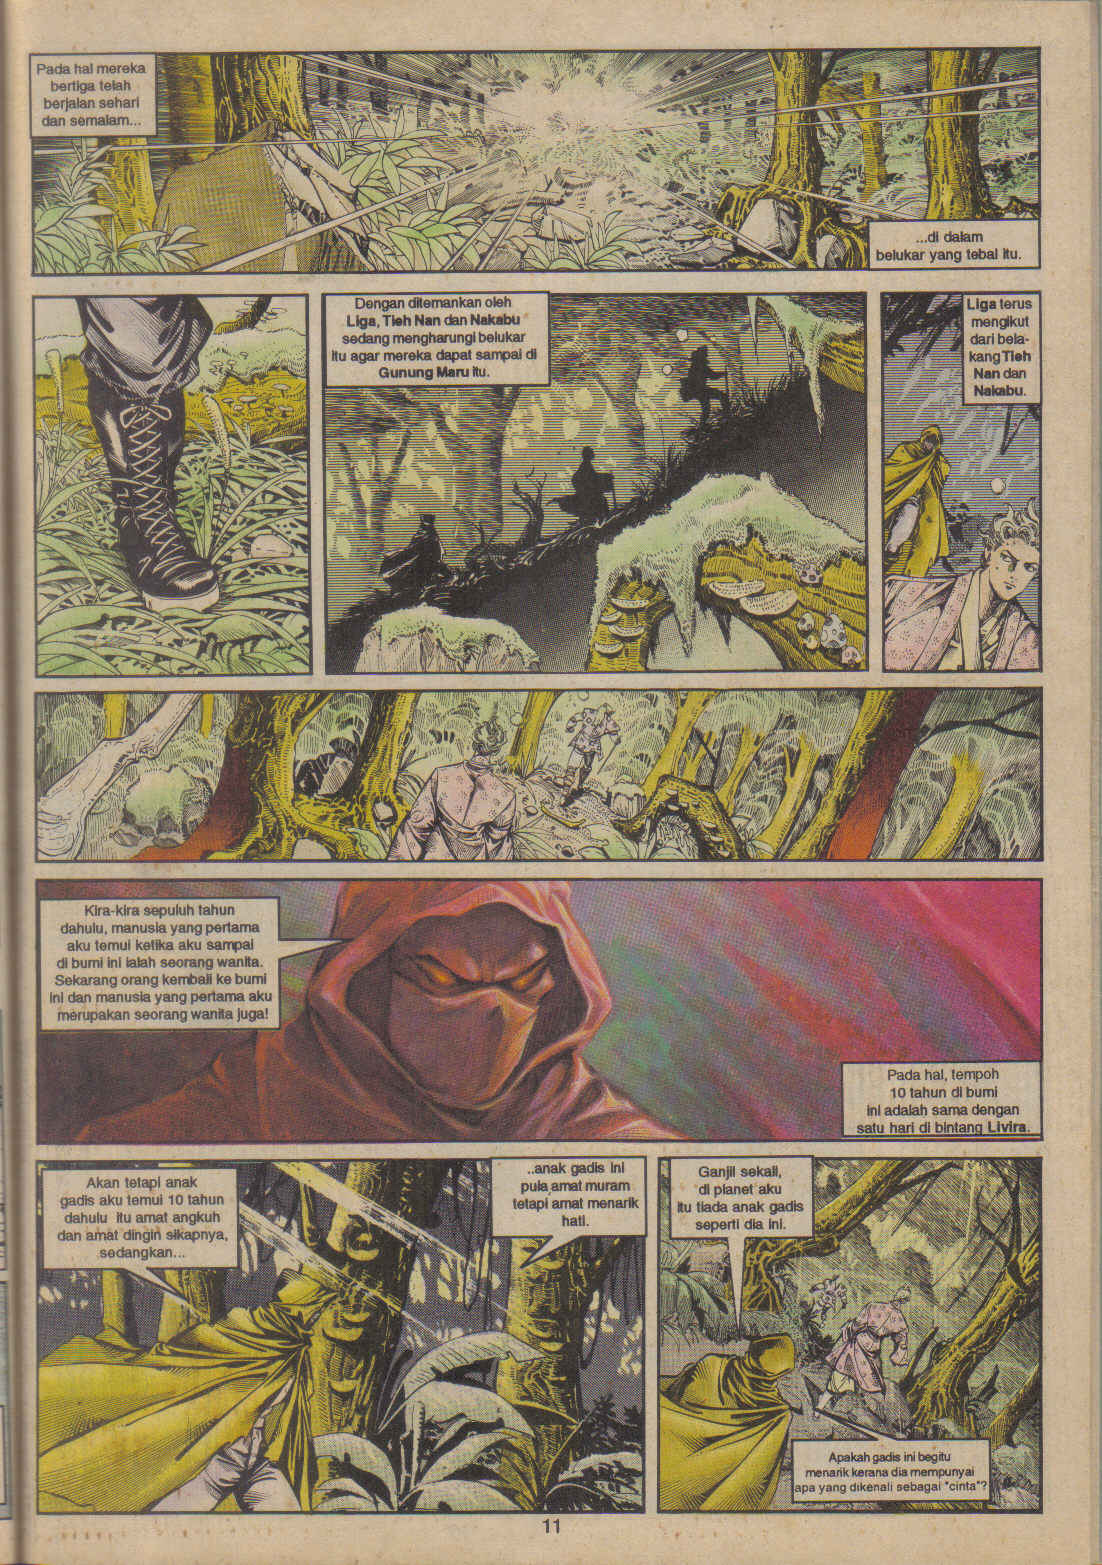 Pada hal mereka
bertiga telah
berjalan sehari
dan semalam...
...di dalam
belukar yang tebal itu.
Dengan ditemankan oleh
Liga, Tieh Nan dan Nakabu
sedang mengharungi belukar
itu agar mereka dapat sampai di
Gunung Maru itu.
Liga terus
mengikut
dari bela-
kang Tieh
Nan dan
Nakabu.
Kira-kira sepuluh tahun
dahulu, manusia yang pertama
aku temui ketika aku sampai
di bumi ini ialah seorang wanita.
Sekarang orang kembali ke bumi
ini dan manusia yang pertama aku
merupakan seorang wanita juga!
Pada hal, tempoh
10 tahun di bumi
ini adalah sama dengan
satu hari di bintang Livira.
Akan tetapi anak
gadis aku temui 10 tahun
dahulu itu amat angkuh
dan amat dingin sikapnya,
sedangkan...
..anak gadis ini
pula amat muram
tetapi amat menarik
hati.
Ganjil sekali,
di planet aku
itu tiada anak gadis
seperti dia ini.
Apakah gadis ini begitu
menarik kerana dia mempunyai
apa yang dikenali sebagai "cinta"?
11